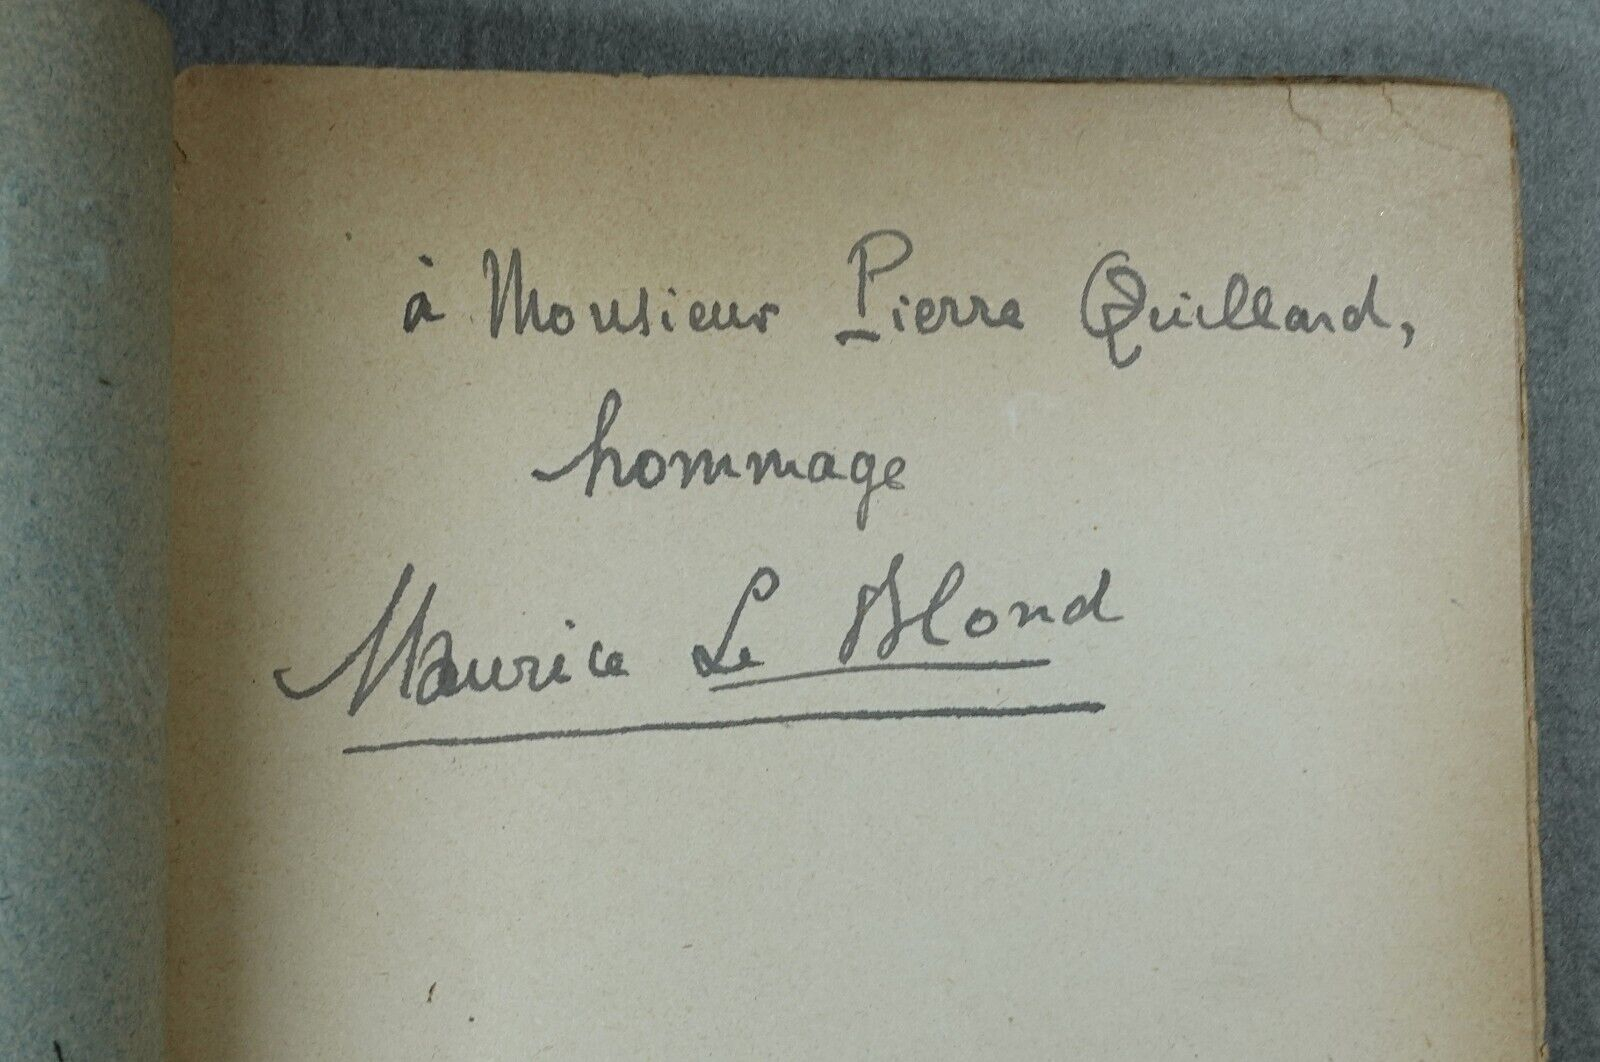 à Monsieur Pierre Quillard,
hommage
Maurice Le Blond